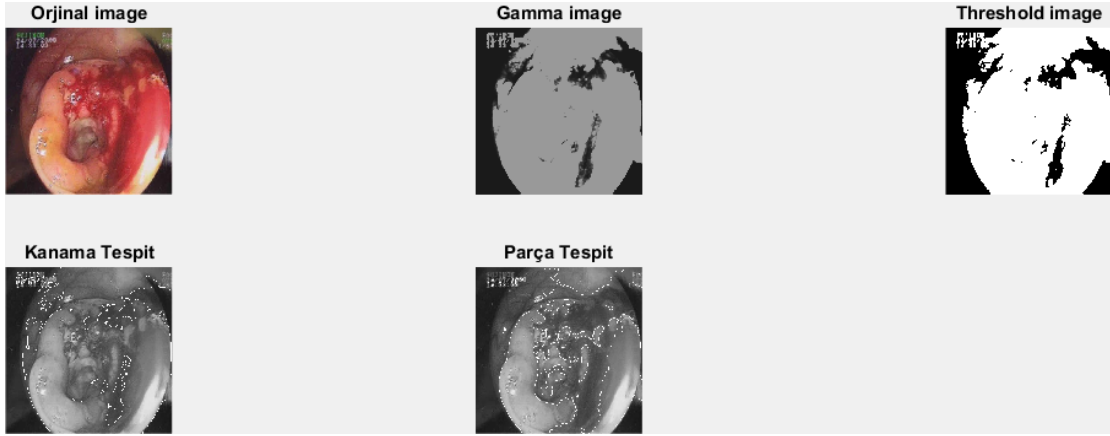 Orjinal image
Gamma image
Threshold image
Kanama Tespit
Parça Tespit